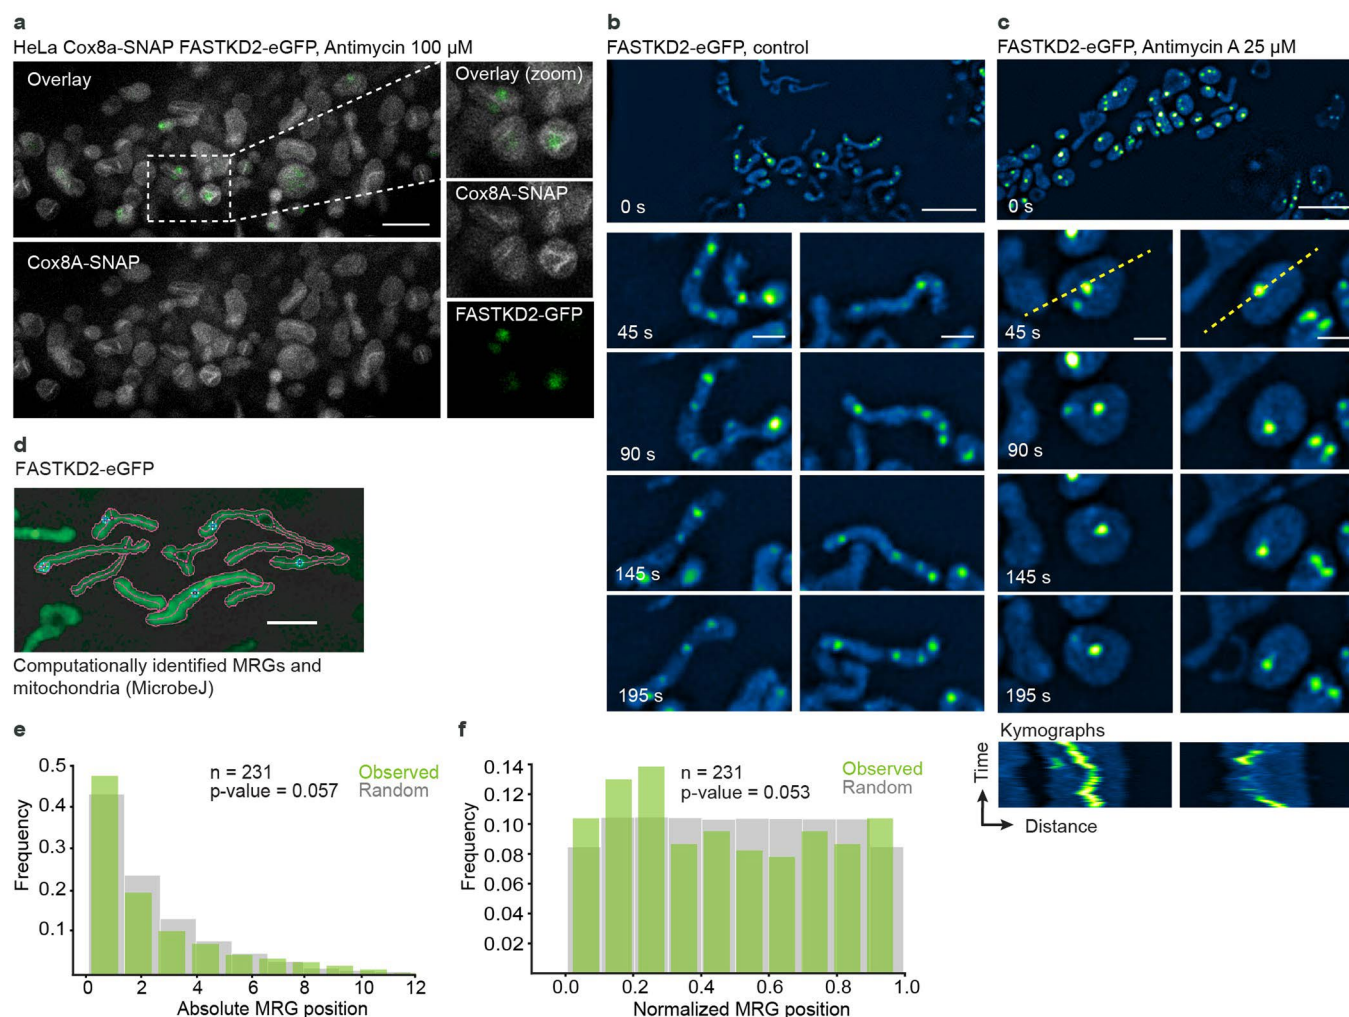 a
HeLa Cox8a-SNAP FASTKD2-eGFP, Antimycin 100 µM
Overlay
Overlay (zoom)
Cox8A-SNAP
Cox8A-SNAP
FASTKD2-GFP
b
FASTKD2-eGFP, control
0 s
45 s
90 s
145 s
195 s
c
FASTKD2-eGFP, Antimycin A 25 µM
0 s
45 s
90 s
145 s
195 s
Kymographs
Time
Distance
d
FASTKD2-eGFP
Computationally identified MRGs and
mitochondria (MicrobeJ)
e
0.5
0.4
0.3
0.2
0.1
Frequency
n = 231
p-value = 0.057
Observed
Random
0 2 4 6 8 10 12
Absolute MRG position
f
0.14
0.12
0.10
0.08
0.06
0.04
0.02
Frequency
n = 231
p-value = 0.053
Observed
Random
0.0 0.2 0.4 0.6 0.8 1.0
Normalized MRG position